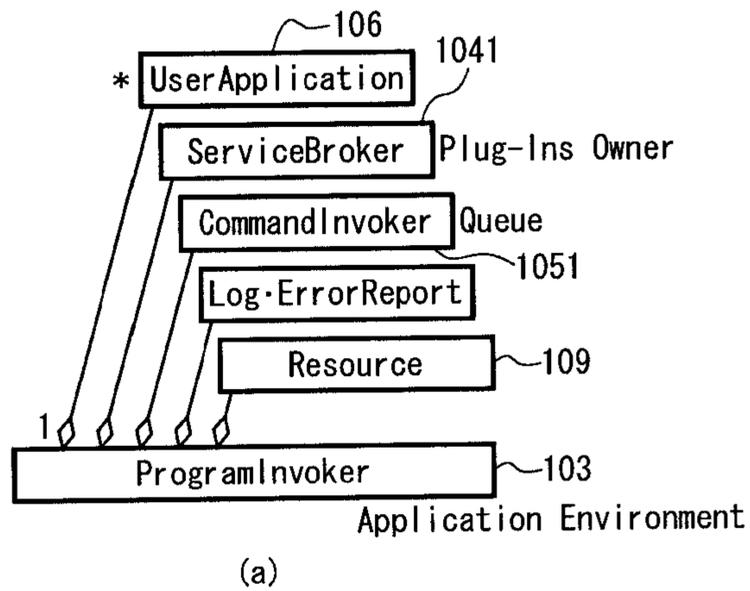 106
1041
* UserApplication
ServiceBroker Plug-Ins Owner
CommandInvoker Queue
1051
Log·ErrorReport
Resource 109
1
ProgramInvoker 103
Application Environment
(a)